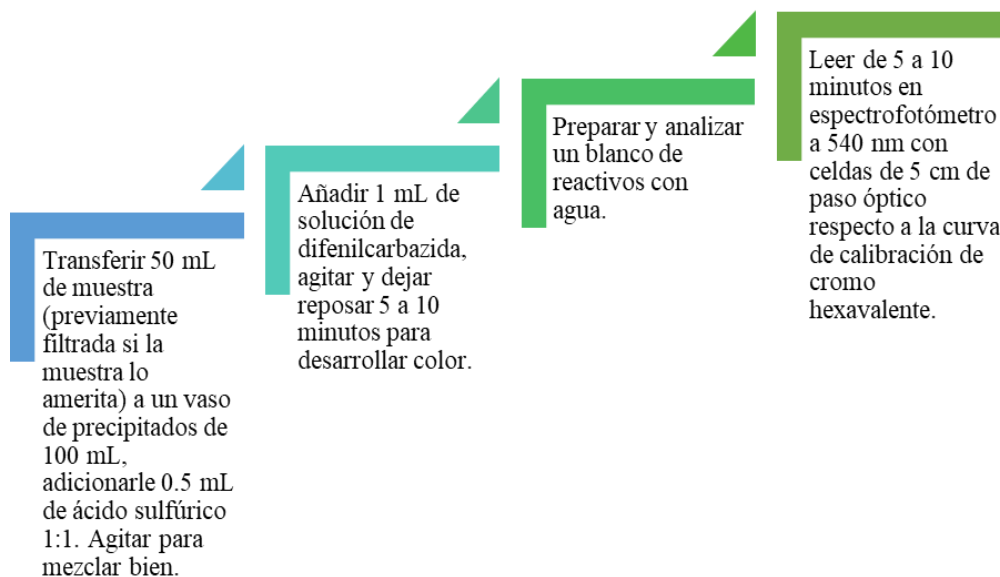 Transferir 50 mL
de muestra
(previamente
filtrada si la
muestra lo
amerita) a un vaso
de precipitados de
100 mL,
adicionarle 0.5 mL
de ácido sulfúrico
1:1. Agitar para
mezclar bien.
Añadir 1 mL de
solución de
difenilcarbazida,
agitar y dejar
reposar 5 a 10
minutos para
desarrollar color.
Preparar y analizar
un blanco de
reactivos con
agua.
Leer de 5 a 10
minutos en
espectrofotómetro
a 540 nm con
celdas de 5 cm de
paso óptico
respecto a la curva
de calibración de
cromo
hexavalente.